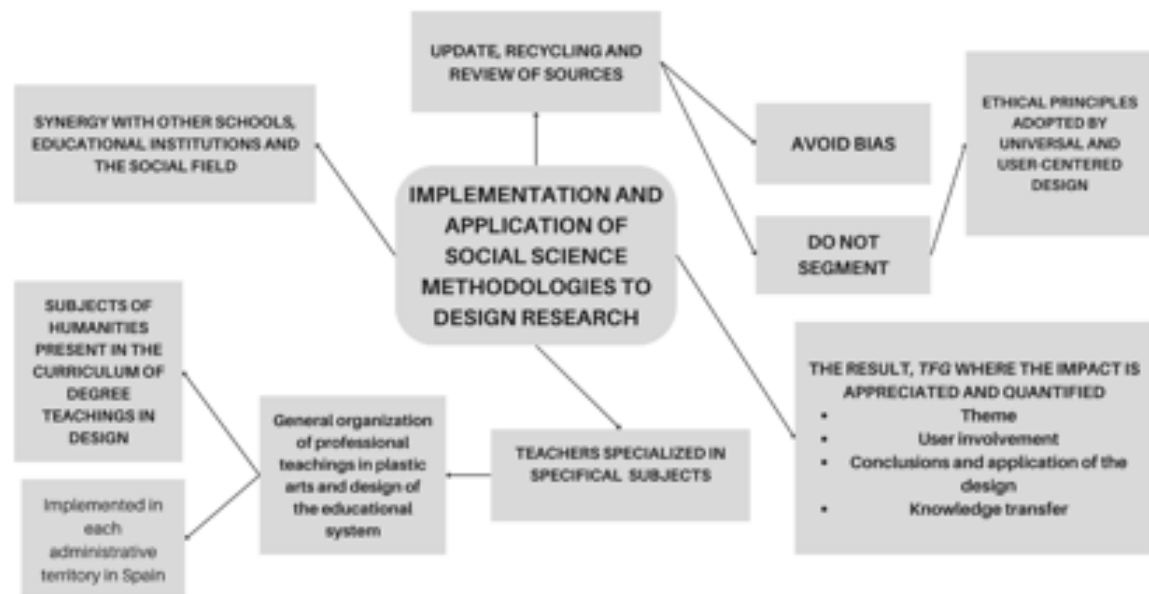 UPDATE, RECYCLING AND
REVIEW OF SOURCES
SYNERGY WITH OTHER SCHOOLS,
EDUCATIONAL INSTITUTIONS AND
THE SOCIAL FIELD
AVOID BIAS
ETHICAL PRINCIPLES
ADOPTED BY
UNIVERSAL AND
USER-CENTERED
DESIGN
IMPLEMENTATION AND
APPLICATION OF
SOCIAL SCIENCE
METHODOLOGIES TO
DESIGN RESEARCH
DO NOT
SEGMENT
SUBJECTS OF
HUMANITIES
PRESENT IN THE
CURRICULUM OF
DEGREE
TEACHINGS IN
DESIGN
THE RESULT, TFG WHERE THE IMPACT IS
APPRECIATED AND QUANTIFIED
• Theme
• User involvement
• Conclusions and application of the
design
• Knowledge transfer
General organization
of professional
teachings in plastic
arts and design of
the educational
system
TEACHERS SPECIALIZED IN
SPECIFICAL SUBJECTS
Implemented in
each
administrative
territory in Spain